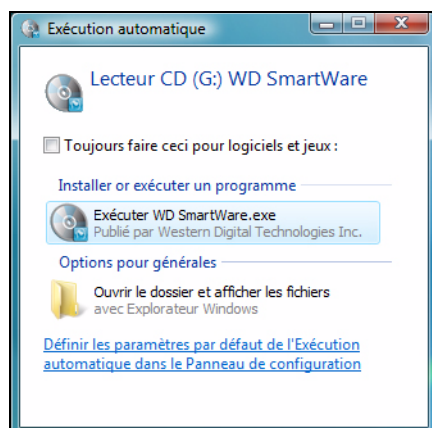 Exécution automatique
Lecteur CD (G:) WD SmartWare
Toujours faire ceci pour logiciels et jeux :
Installer or exécuter un programme
Exécuter WD SmartWare.exe
Publié par Western Digital Technologies Inc.
Options pour générales
Ouvrir le dossier et afficher les fichiers
avec Explorateur Windows
Définir les paramètres par défaut de l'Exécution
automatique dans le Panneau de configuration